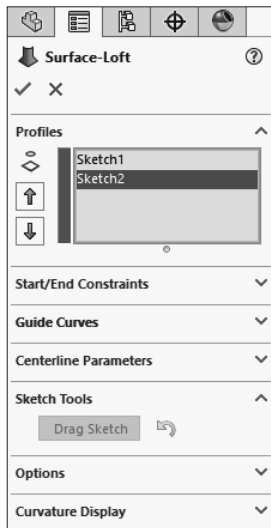 Surface-Loft
Profiles
Sketch1
Sketch2
Start/End Constraints
Guide Curves
Centerline Parameters
Sketch Tools
Drag Sketch
Options
Curvature Display